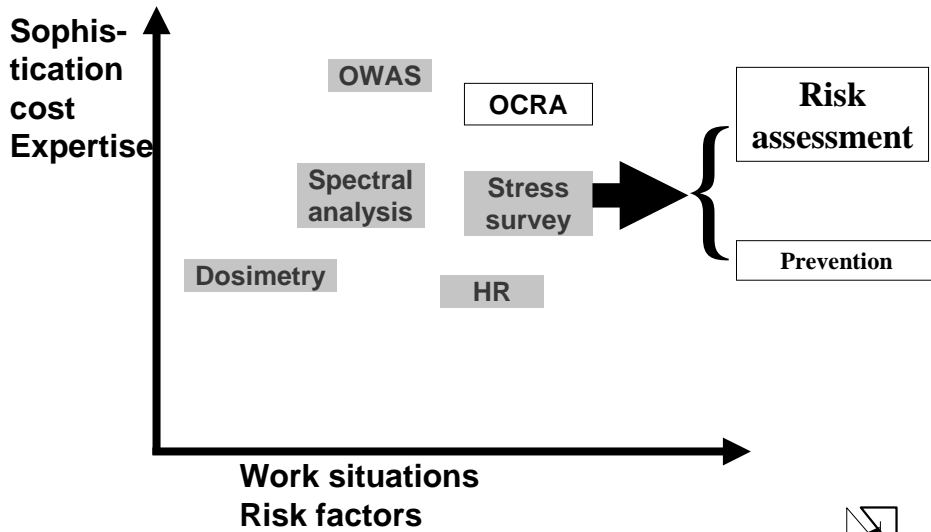 Sophis-
tication
cost
Expertise
OWAS
OCRA
Risk
assessment
Spectral
analysis
Stress
survey
Prevention
Dosimetry
HR
Work situations
Risk factors